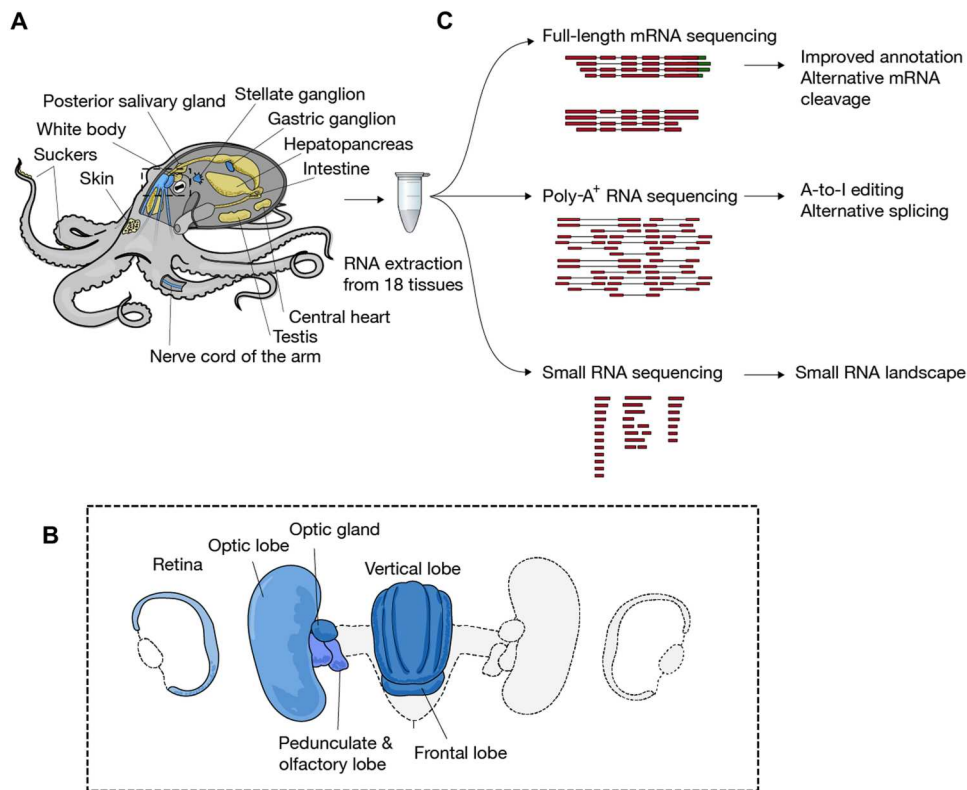 A
Posterior salivary gland
White body
Suckers
Skin
Stellate ganglion
Gastric ganglion
Hepatopancreas
Intestine
RNA extraction
from 18 tissues
Central heart
Testis
Nerve cord of the arm
C
Full-length mRNA sequencing
Improved annotation
Alternative mRNA
cleavage
Poly-A⁺ RNA sequencing
A-to-I editing
Alternative splicing
Small RNA sequencing
Small RNA landscape
B
Retina
Optic lobe
Optic gland
Vertical lobe
Pedunculate &
olfactory lobe
Frontal lobe